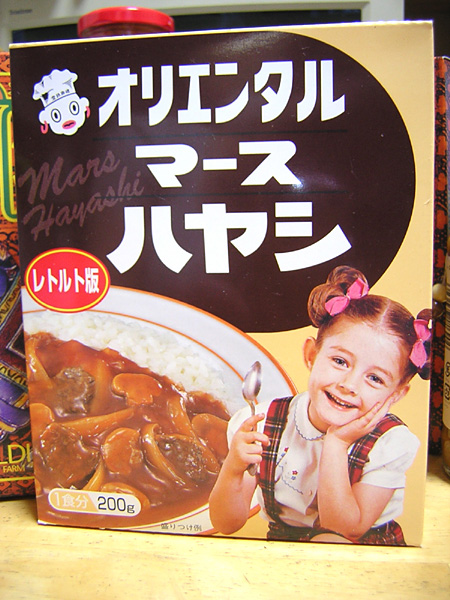 オリエンタル
マース
ハヤシ
Mars
Hayashi
レトルト版
1食分 200g
盛りつけ例
FARM